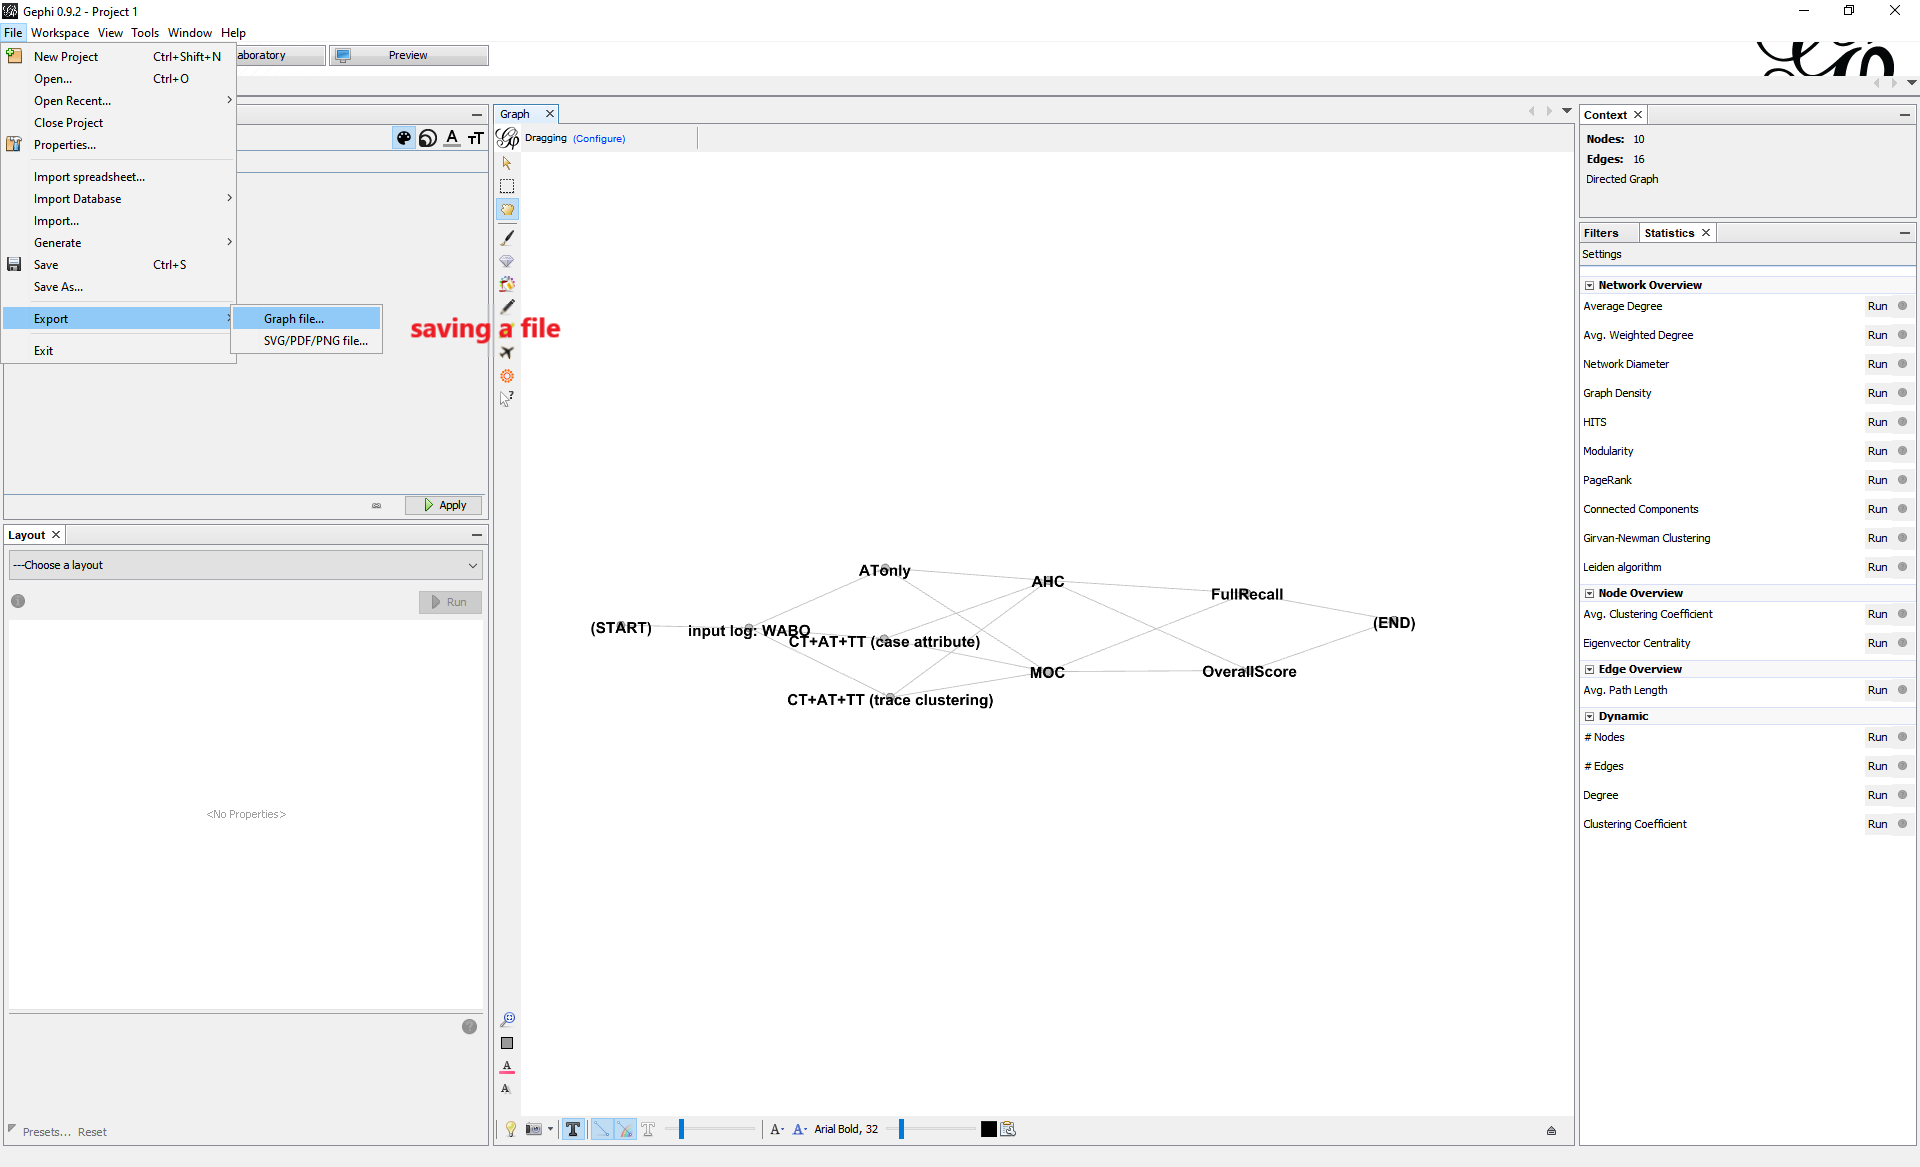 Gephi 0.9.2 - Project 1
File Workspace View Tools Window Help
New Project Ctrl+Shift+N
Open... Ctrl+O
Open Recent...
Close Project
Properties...
Import spreadsheet...
Import Database
Import...
Generate
Save Ctrl+S
Save As...
Export
Exit
Graph file...
SVG/PDF/PNG file...
saving a file
aboratory
Preview
Apply
Layout
---Choose a layout
Run
<No Properties>
Presets... Reset
Graph
Dragging (Configure)
ATonly
AHC
FullRecall
(START)
input log: WABO
(END)
CT+AT+TT (case attribute)
MOC
OverallScore
CT+AT+TT (trace clustering)
Arial Bold, 32
Context
Nodes: 10
Edges: 16
Directed Graph
Filters Statistics
Settings
Network Overview
Average Degree Run
Avg. Weighted Degree Run
Network Diameter Run
Graph Density Run
HITS Run
Modularity Run
PageRank Run
Connected Components Run
Girvan-Newman Clustering Run
Leiden algorithm Run
Node Overview
Avg. Clustering Coefficient Run
Eigenvector Centrality Run
Edge Overview
Avg. Path Length Run
Dynamic
# Nodes Run
# Edges Run
Degree Run
Clustering Coefficient Run